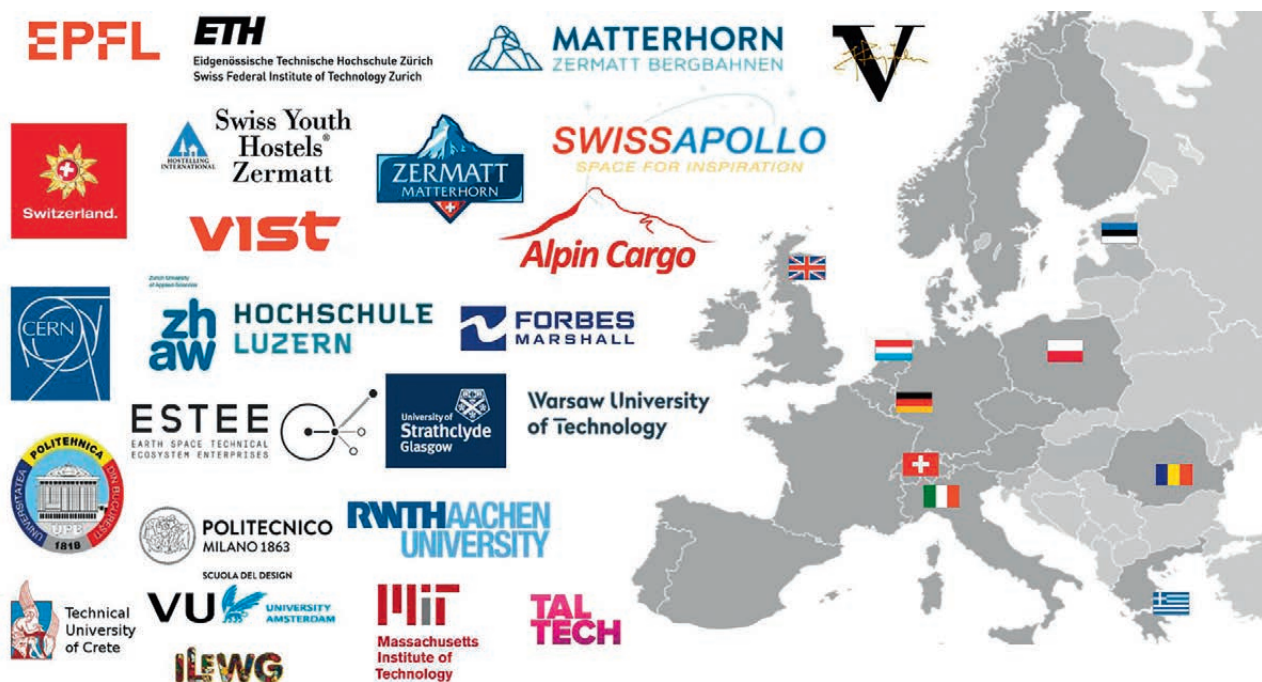 EPFL
ETH
Eidgenössische Technische Hochschule Zürich
Swiss Federal Institute of Technology Zurich
MATTERHORN
ZERMATT BERGBAHNEN
V
Switzerland.
HOSTELLING
INTERNATIONAL
Swiss Youth
Hostels®
Zermatt
ZERMATT
MATTERHORN
SWISSAPOLLO
SPACE FOR INSPIRATION
vist
Alpin Cargo
CERN
Zurich University
of Applied Sciences
zh
aw
HOCHSCHULE
LUZERN
FORBES
MARSHALL
ESTEE
EARTH SPACE TECHNICAL
ECOSYSTEM ENTERPRISES
University of
Strathclyde
Glasgow
Warsaw University
of Technology
UNIVERSITATEA
POLITEHNICA
DIN BUCUREŞTI
UPB
1818
POLITECNICO
MILANO 1863
SCUOLA DEL DESIGN
RWTHAACHEN
UNIVERSITY
Technical
University
of Crete
VU
UNIVERSITY
AMSTERDAM
MIT
Massachusetts
Institute of
Technology
TAL
TECH
ILEWG